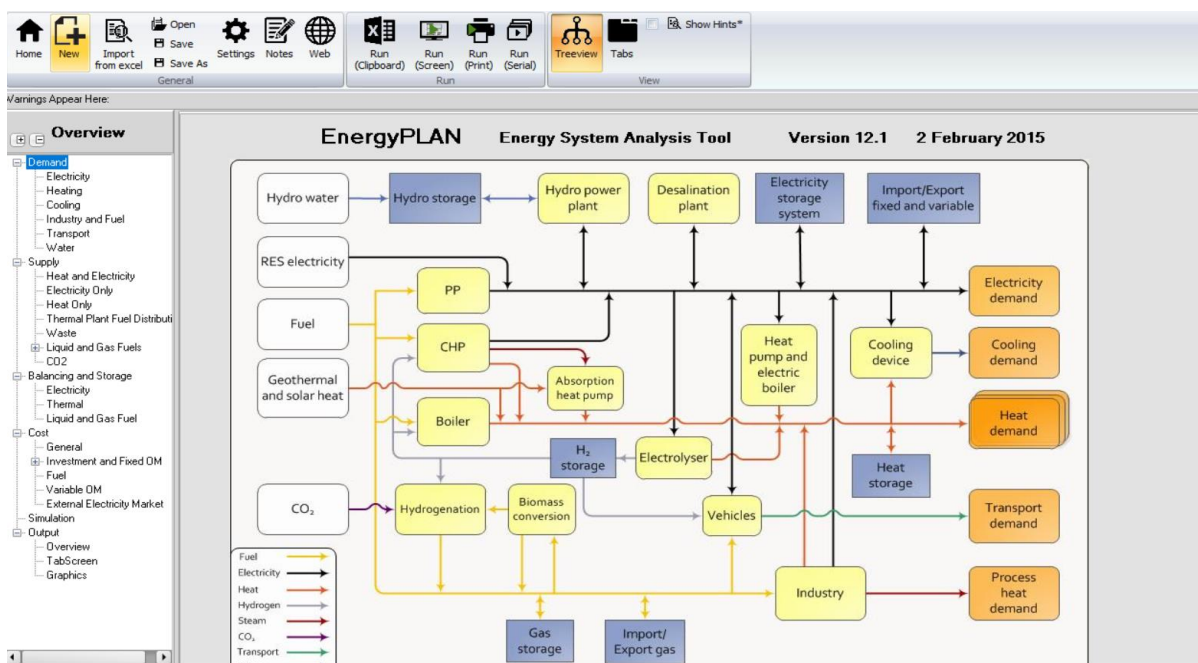 Home
New
Import
from excel
Open
Save
Save As
Settings
Notes
Web
General
Run
(Clipboard)
Run
(Screen)
Run
(Print)
Run
(Serial)
Run
Treeview
Tabs
Show Hints*
View
Warnings Appear Here:
Overview
Demand
Electricity
Heating
Cooling
Industry and Fuel
Transport
Water
Supply
Heat and Electricity
Electricity Only
Heat Only
Thermal Plant Fuel Distributi
Waste
Liquid and Gas Fuels
CO2
Balancing and Storage
Electricity
Thermal
Liquid and Gas Fuel
Cost
General
Investment and Fixed OM
Fuel
Variable OM
External Electricity Market
Simulation
Output
Overview
TabScreen
Graphics
EnergyPLAN Energy System Analysis Tool Version 12.1 2 February 2015
Hydro water
Hydro storage
Hydro power
plant
Desalination
plant
Electricity
storage
system
Import/Export
fixed and variable
RES electricity
PP
Electricity
demand
Fuel
CHP
Heat
pump and
electric
boiler
Cooling
device
Cooling
demand
Geothermal
and solar heat
Absorption
heat pump
Boiler
Heat
demand
H₂
storage
Electrolyser
Heat
storage
CO₂
Hydrogenation
Biomass
conversion
Vehicles
Transport
demand
Fuel
Electricity
Heat
Hydrogen
Steam
CO₂
Transport
Industry
Process
heat
demand
Gas
storage
Import/
Export gas